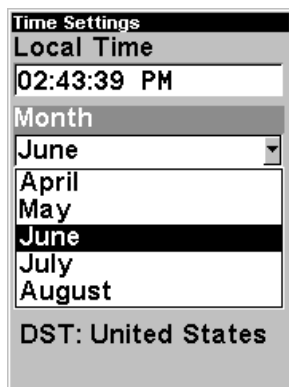 Time Settings
Local Time
02:43:39 PM
Month
June
April
May
June
July
August
DST: United States